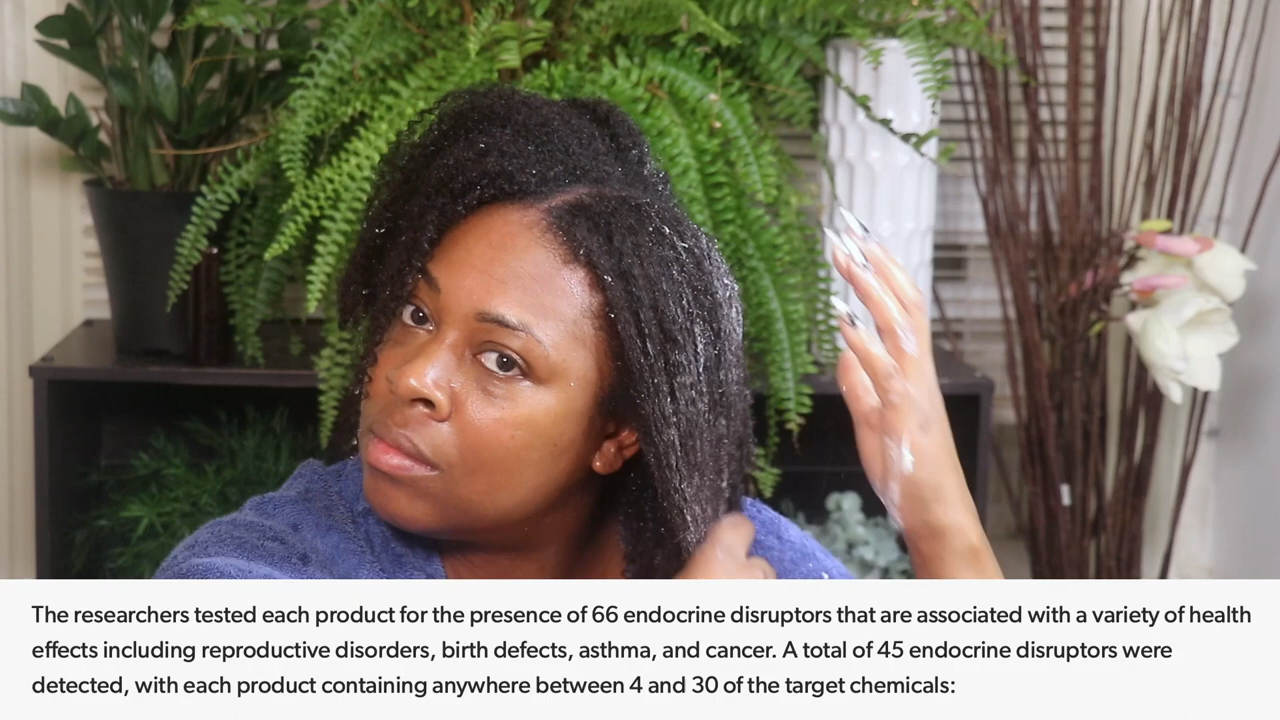 The researchers tested each product for the presence of 66 endocrine disruptors that are associated with a variety of health
effects including reproductive disorders, birth defects, asthma, and cancer. A total of 45 endocrine disruptors were
detected, with each product containing anywhere between 4 and 30 of the target chemicals: